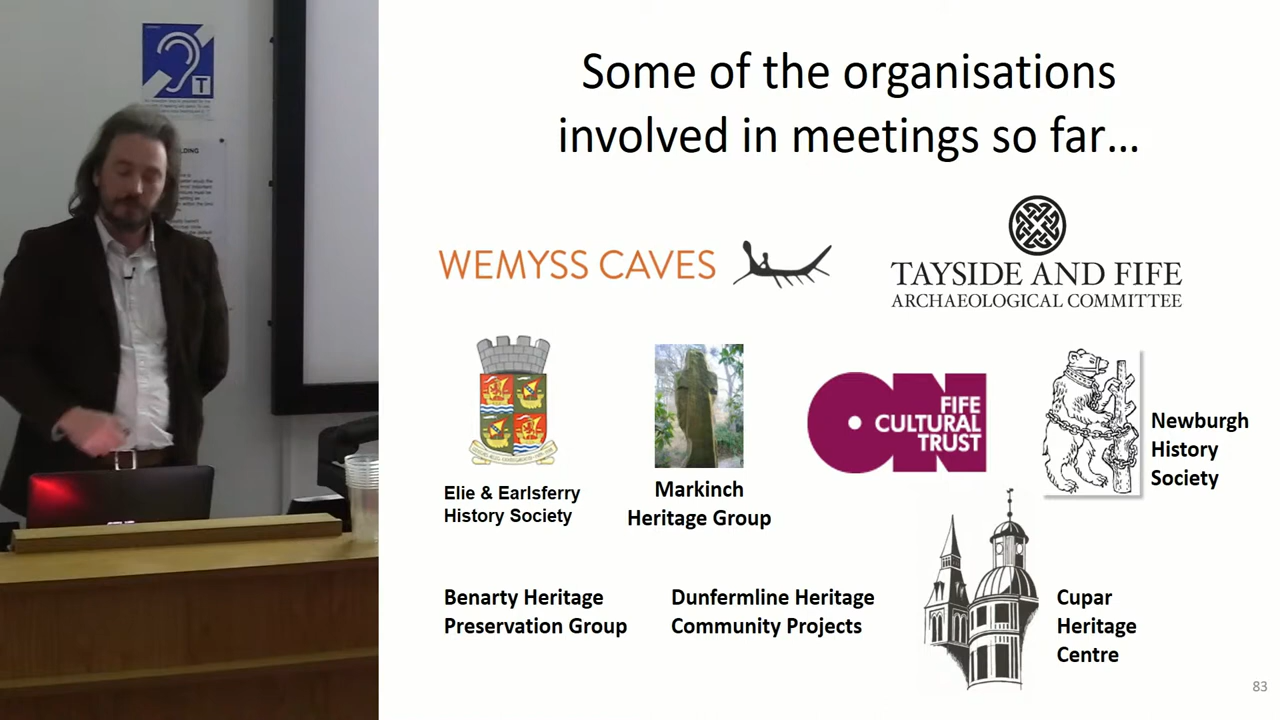 Some of the organisations
involved in meetings so far…
WEMYSS CAVES
TAYSIDE AND FIFE
ARCHAEOLOGICAL COMMITTEE
ON
FIFE
CULTURAL
TRUST
Newburgh
History
Society
Elie & Earlsferry
History Society
Markinch
Heritage Group
Benarty Heritage
Preservation Group
Dunfermline Heritage
Community Projects
Cupar
Heritage
Centre
83
T